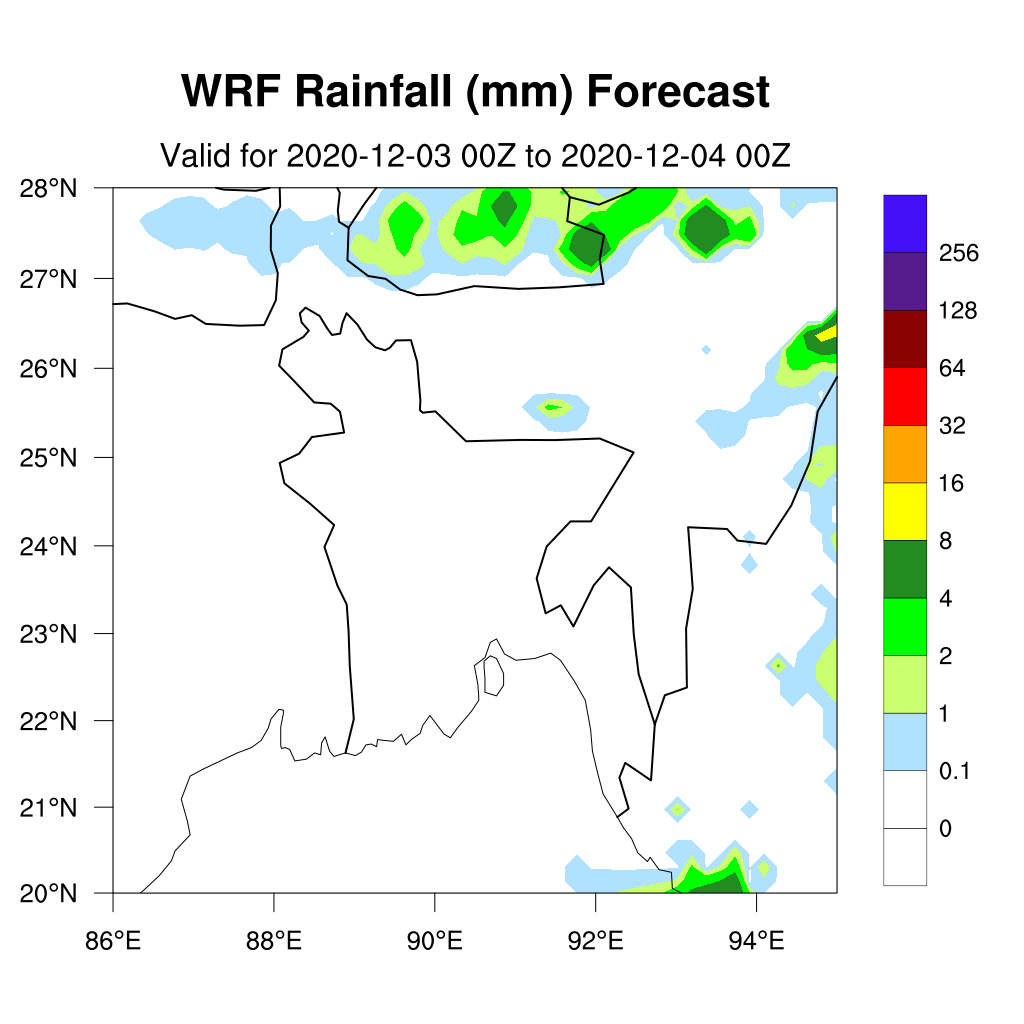 WRF Rainfall (mm) Forecast
Valid for 2020-12-03 00Z to 2020-12-04 00Z
28°N
27°N
26°N
25°N
24°N
23°N
22°N
21°N
20°N
86°E
88°E
90°E
92°E
94°E
256
128
64
32
16
8
4
2
1
0.1
0